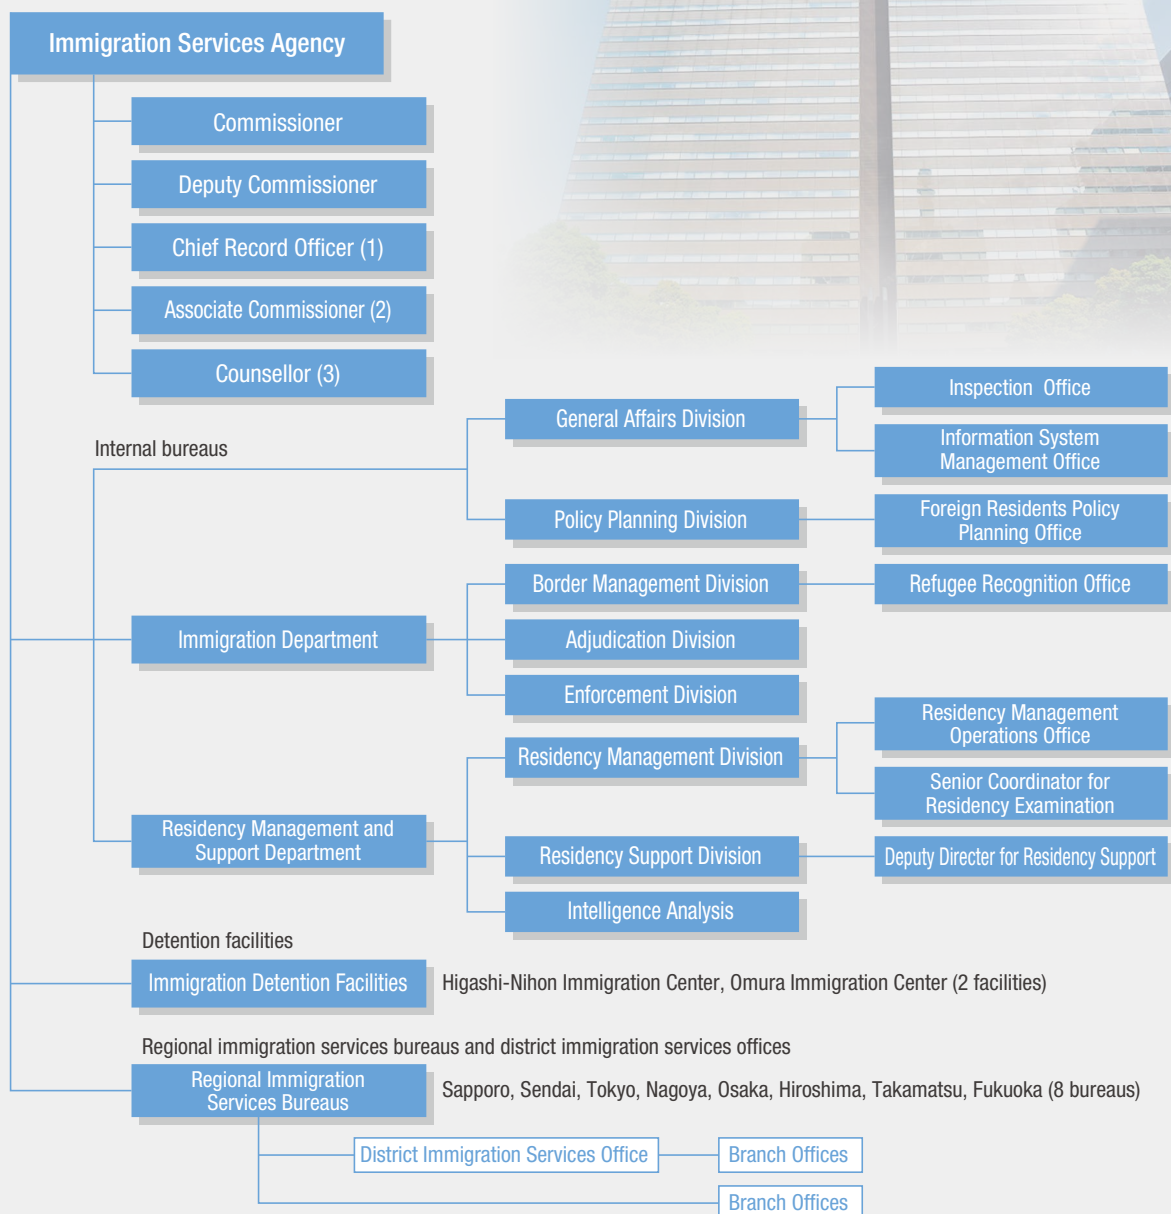 Immigration Services Agency
Commissioner
Deputy Commissioner
Chief Record Officer (1)
Associate Commissioner (2)
Counsellor (3)
Internal bureaus
General Affairs Division
Inspection Office
Information System
Management Office
Policy Planning Division
Foreign Residents Policy
Planning Office
Immigration Department
Border Management Division
Refugee Recognition Office
Adjudication Division
Enforcement Division
Residency Management and
Support Department
Residency Management Division
Residency Management
Operations Office
Senior Coordinator for
Residency Examination
Residency Support Division
Deputy Directer for Residency Support
Intelligence Analysis
Detention facilities
Immigration Detention Facilities
Higashi-Nihon Immigration Center, Omura Immigration Center (2 facilities)
Regional immigration services bureaus and district immigration services offices
Regional Immigration
Services Bureaus
Sapporo, Sendai, Tokyo, Nagoya, Osaka, Hiroshima, Takamatsu, Fukuoka (8 bureaus)
District Immigration Services Office
Branch Offices
Branch Offices